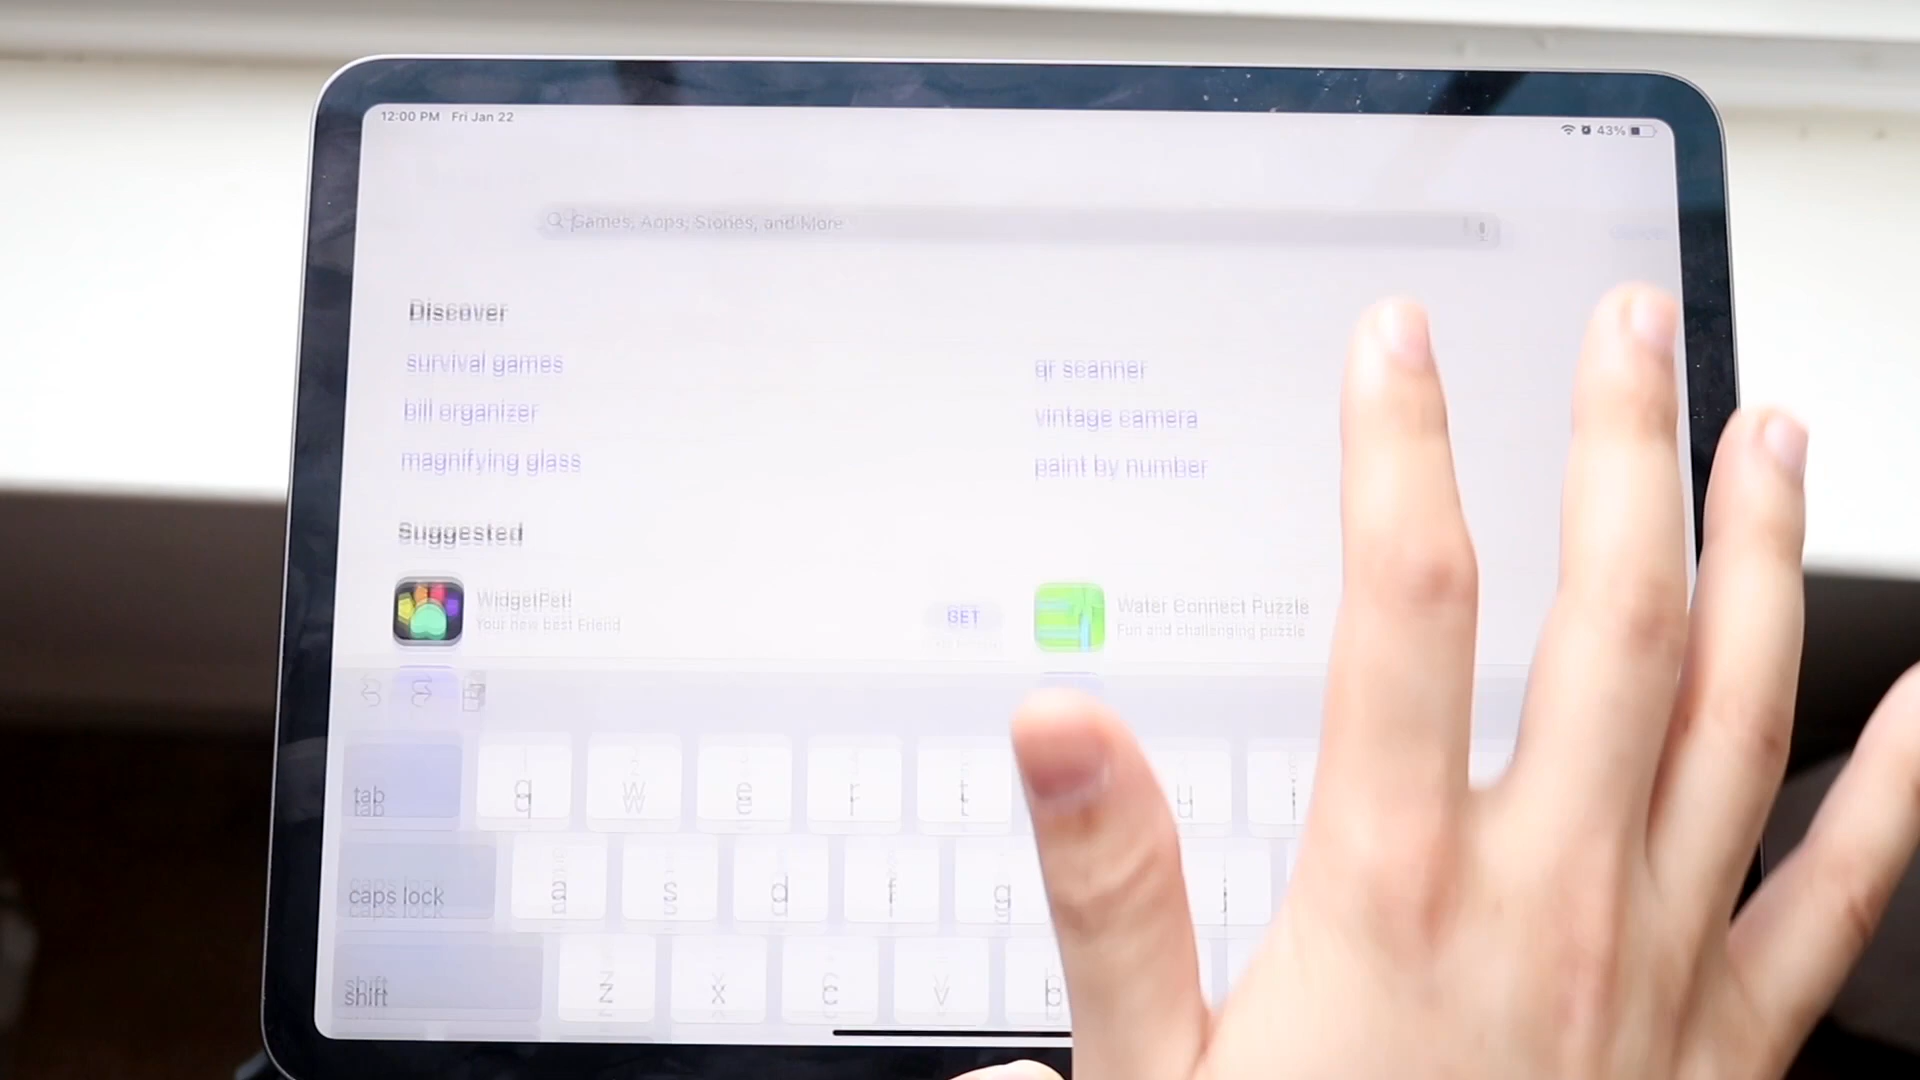 12:00 PM Fri Jan 22
43%
Games, Apps, Stories, and More
Discover
survival games
qr scanner
bill organizer
vintage camera
magnifying glass
paint by number
Suggested
WidgetPet!
Your new best Friend
GET
Water Connect Puzzle
Fun and challenging puzzle
tab
q w e r t u i
caps lock
a s d f g j
shift
z x c v b